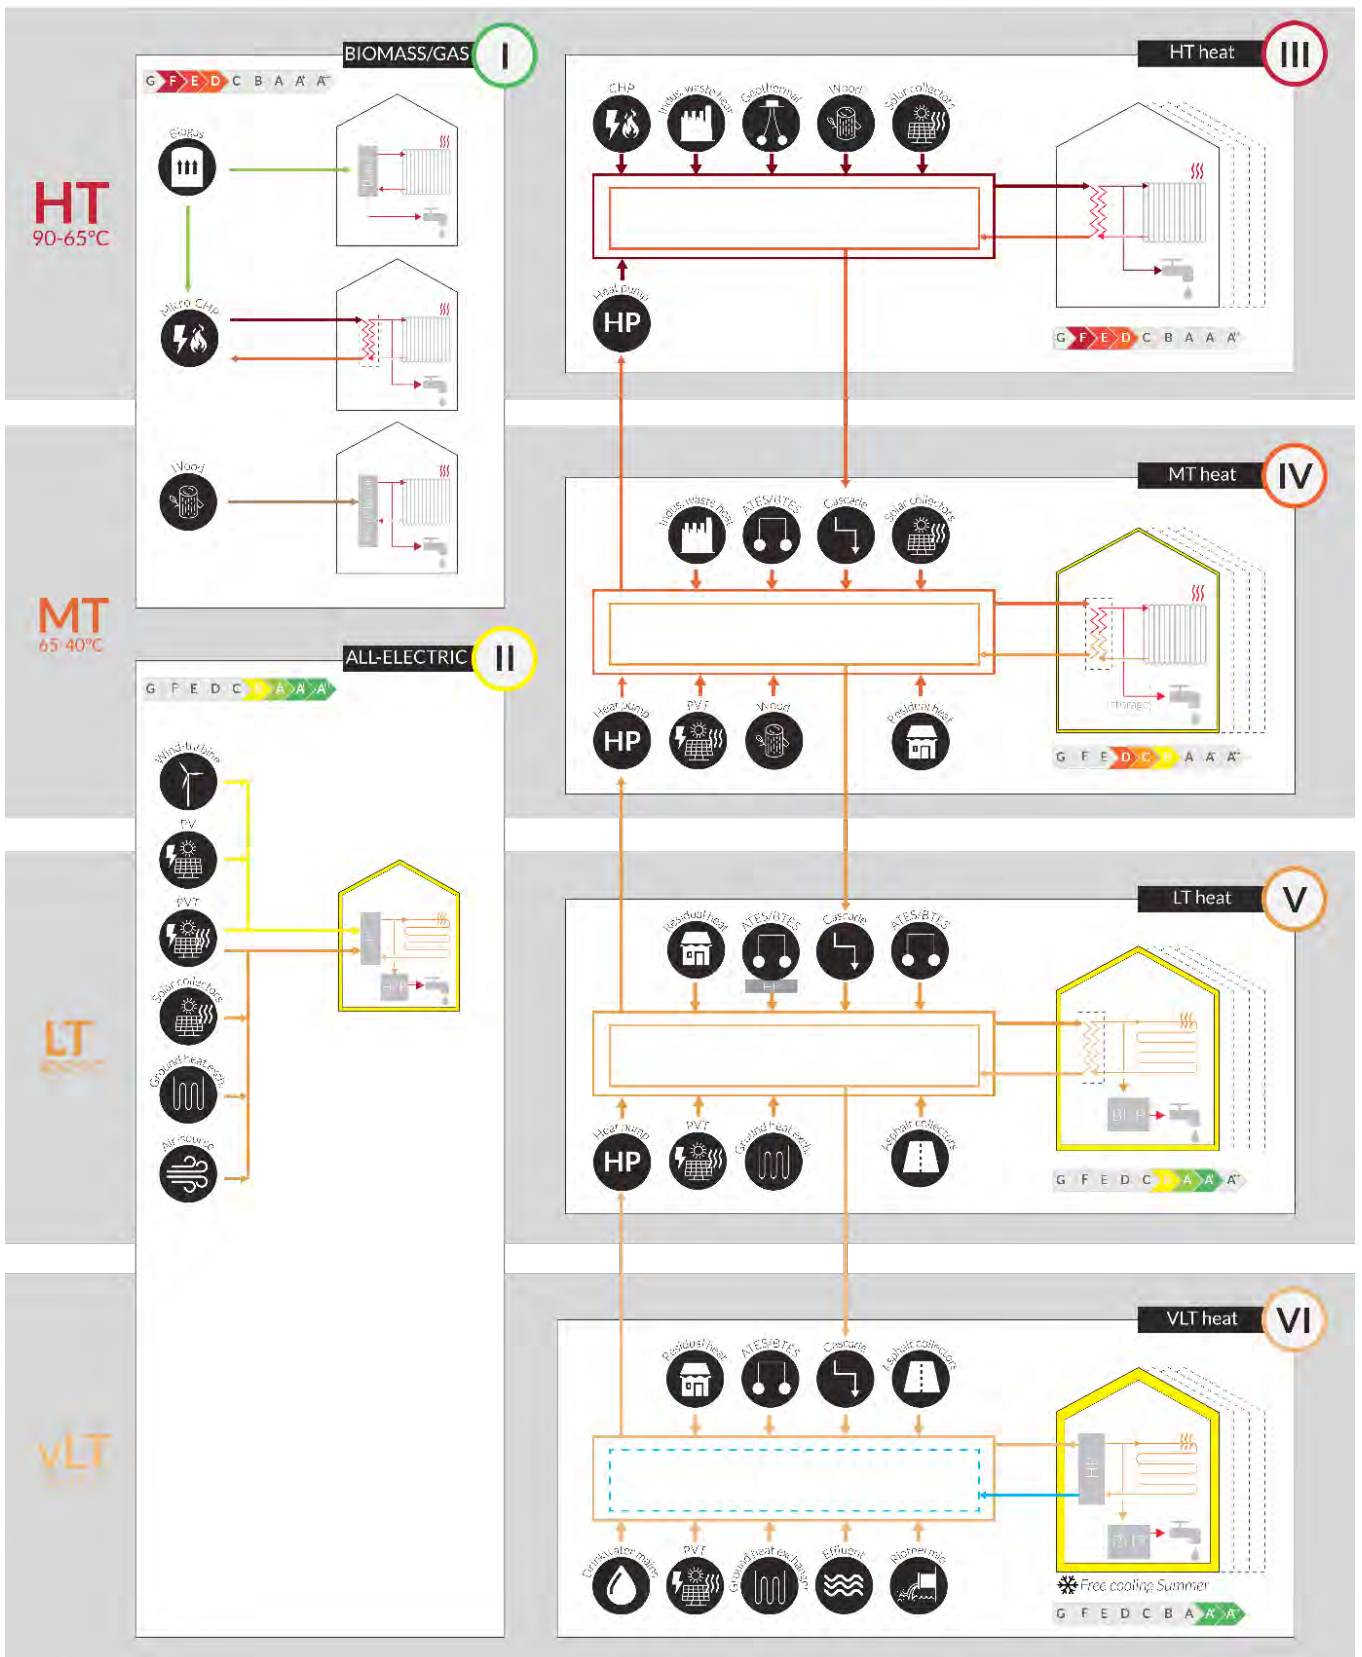 BIOMASS/GAS I
G F E D C B A A⁺ A⁺⁺
Biogas
Micro CHP
Wood
HT
90-65°C
HT heat III
CHP
Indus. waste heat
Geothermal
Wood
Solar collectors
Heat pump
HP
G F E D C B A A A⁺
MT
65-40°C
MT heat IV
Indus. waste heat
ATES/BTES
Cascade
Solar collectors
(storage)
Heat pump
HP
PVT
Wood
Residual heat
G F E D C B A A⁺ A⁺⁺
ALL-ELECTRIC II
G F E D C B A A⁺ A⁺⁺
Wind-turbine
PV
PVT
Solar collectors
Ground heat exch.
Air-source
LT
LT heat V
Residual heat
ATES/BTES
Cascade
ATES/BTES
Heat pump
HP
PVT
Ground heat exch.
Asphalt collectors
G F E D C B A A⁺ A⁺⁺
VLT
VLT heat VI
Residual heat
ATES/BTES
Cascade
Asphalt collectors
HP
Drinkwater mains
PVT
Ground heat exchanger
Effluent
Riothermic
Free cooling Summer
G F E D C B A A⁺ A⁺⁺